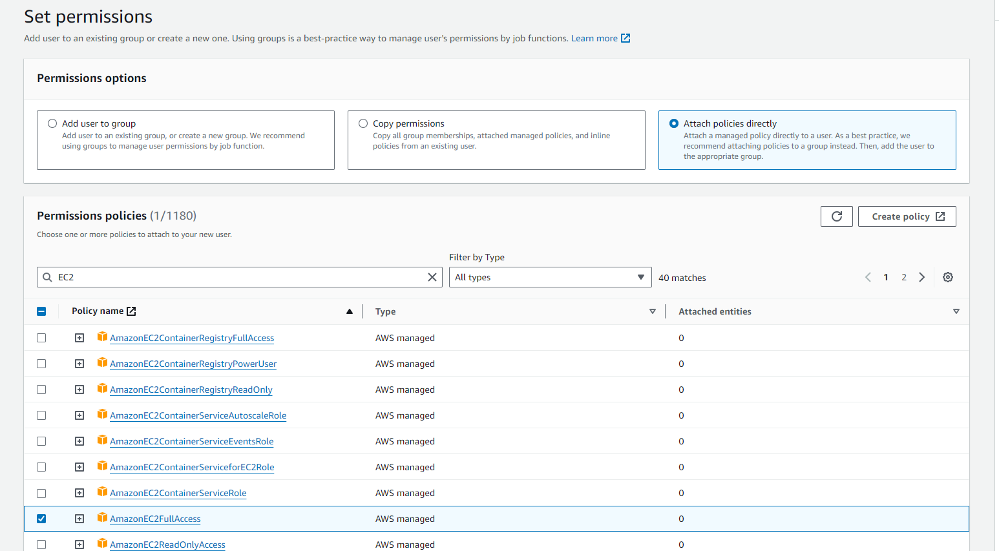 Set permissions
Add user to an existing group or create a new one. Using groups is a best-practice way to manage user's permissions by job functions. Learn more
Permissions options
Add user to group
Add user to an existing group, or create a new group. We recommend
using groups to manage user permissions by job function.
Copy permissions
Copy all group memberships, attached managed policies, and inline
policies from an existing user.
Attach policies directly
Attach a managed policy directly to a user. As a best practice, we
recommend attaching policies to a group instead. Then, add the user to
the appropriate group.
Permissions policies (1/1180)
Create policy
Choose one or more policies to attach to your new user.
Filter by Type
EC2
All types
40 matches
1 2
Policy name Type Attached entities
AmazonEC2ContainerRegistryFullAccess AWS managed 0
AmazonEC2ContainerRegistryPowerUser AWS managed 0
AmazonEC2ContainerRegistryReadOnly AWS managed 0
AmazonEC2ContainerServiceAutoscaleRole AWS managed 0
AmazonEC2ContainerServiceEventsRole AWS managed 0
AmazonEC2ContainerServiceforEC2Role AWS managed 0
AmazonEC2ContainerServiceRole AWS managed 0
AmazonEC2FullAccess AWS managed 0
AmazonEC2ReadOnlyAccess AWS managed 0